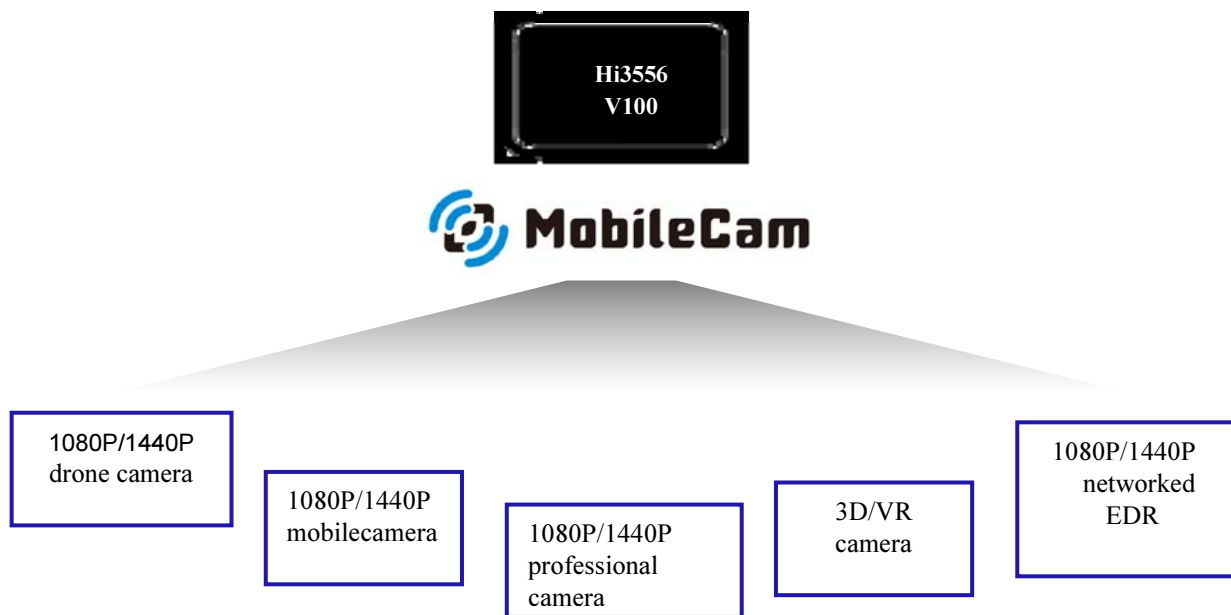 Hi3556
V100
MobileCam
1080P/1440P
drone camera
1080P/1440P
mobilecamera
1080P/1440P
professional
camera
3D/VR
camera
1080P/1440P
networked
EDR